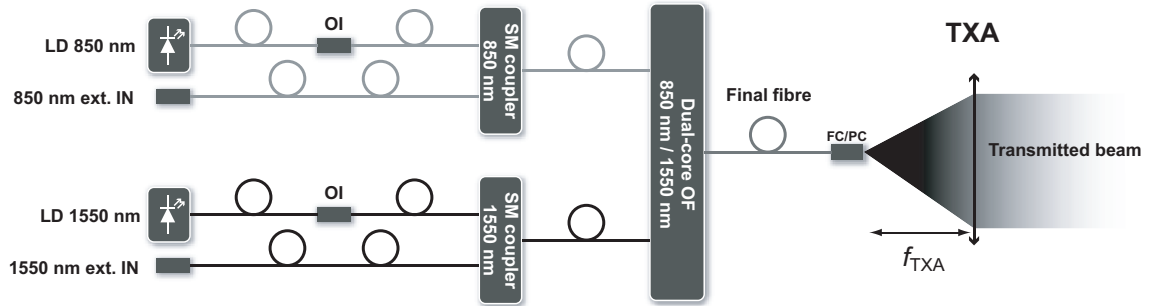 LD 850 nm
OI
850 nm ext. IN
SM coupler
850 nm
LD 1550 nm
OI
1550 nm ext. IN
SM coupler
1550 nm
Dual-core OF
850 nm / 1550 nm
Final fibre
FC/PC
TXA
Transmitted beam
fTXA